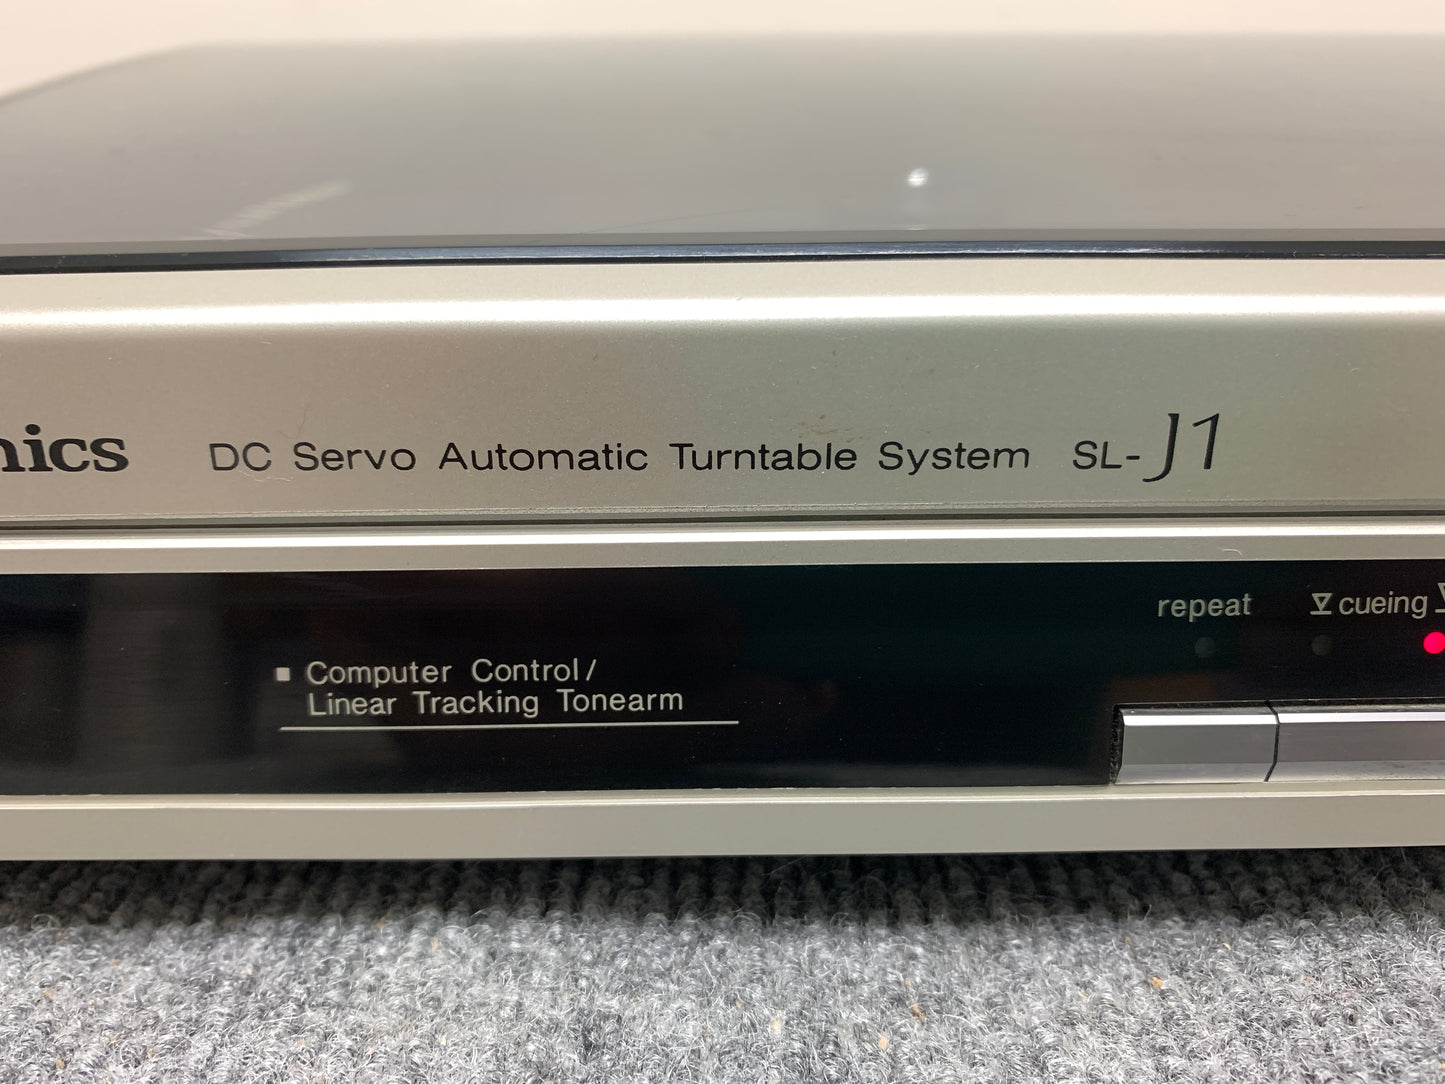 nics DC Servo Automatic Turntable System SL-J1
repeat cueing
Computer Control/
Linear Tracking Tonearm